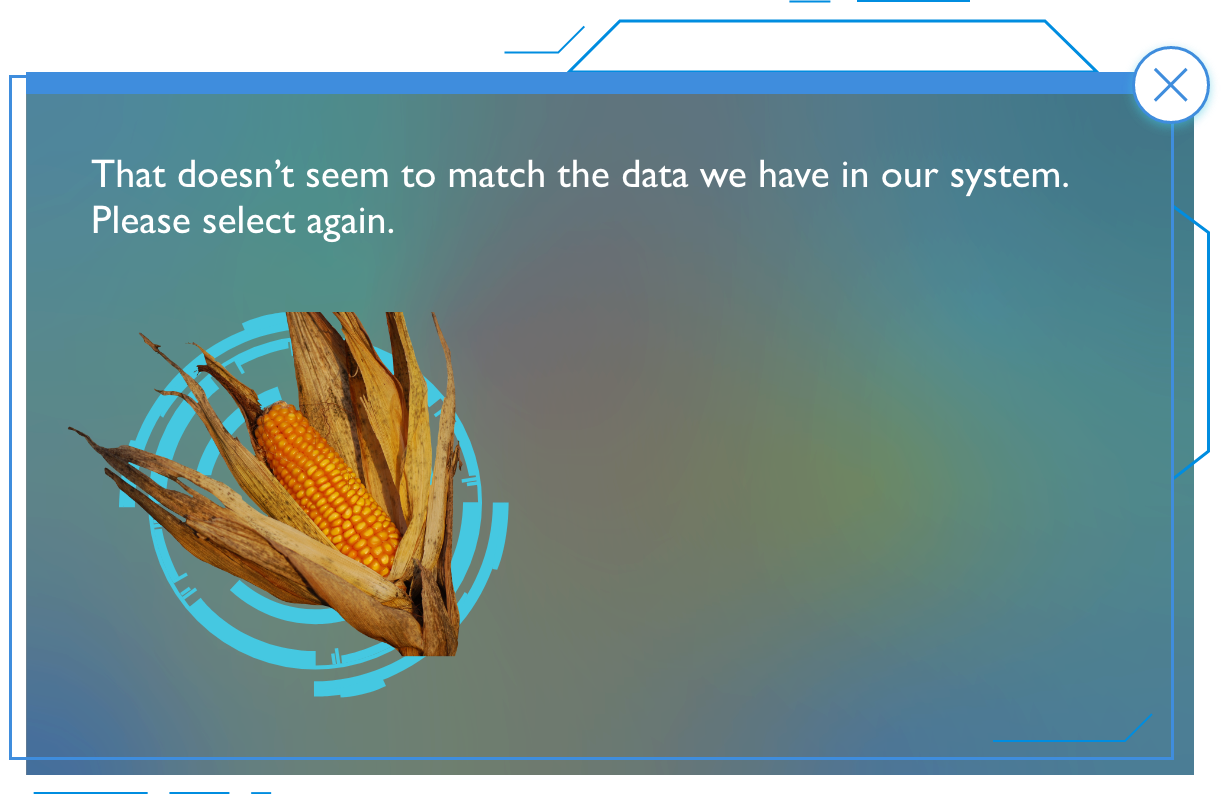 That doesn’t seem to match the data we have in our system.
Please select again.